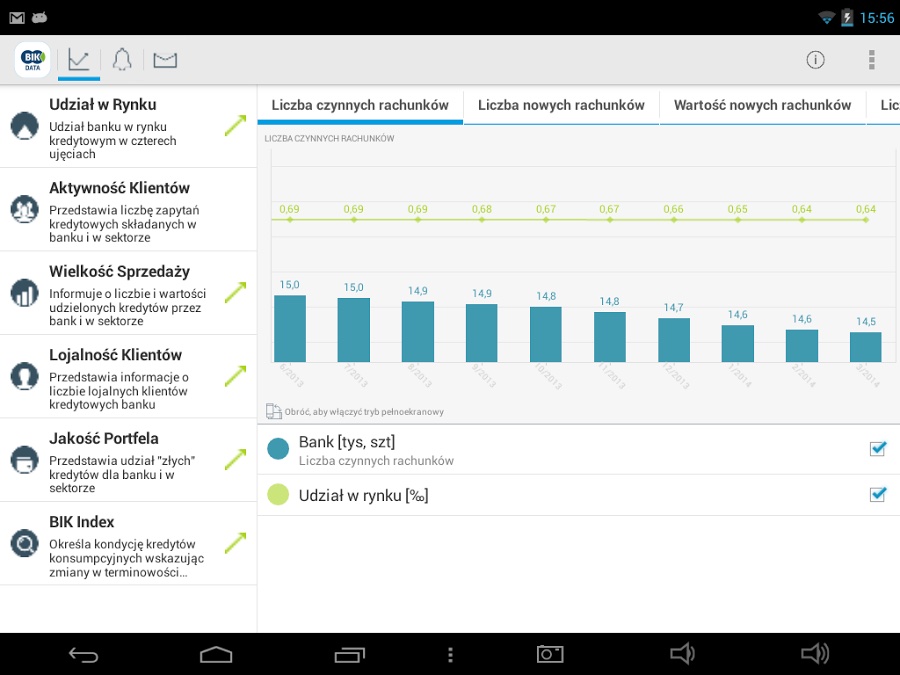 15:56
BIK
DATA
Udział w Rynku
Udział banku w rynku
kredytowym w czterech
ujęciach
Aktywność Klientów
Przedstawia liczbę zapytań
kredytowych składanych w
banku i w sektorze
Wielkość Sprzedaży
Informuje o liczbie i wartości
udzielonych kredytów przez
bank i w sektorze
Lojalność Klientów
Przedstawia informacje o
liczbie lojalnych klientów
kredytowych banku
Jakość Portfela
Przedstawia udział "złych"
kredytów dla banku i w
sektorze
BIK Index
Określa kondycję kredytów
konsumpcyjnych wskazując
zmiany w terminowości...
Liczba czynnych rachunków Liczba nowych rachunków Wartość nowych rachunków Lic
LICZBA CZYNNYCH RACHUNKÓW
0,69 0,69 0,69 0,68 0,67 0,67 0,66 0,65 0,64 0,64
15,0 15,0 14,9 14,9 14,8 14,8 14,7 14,6 14,6 14,5
6/2013 7/2013 8/2013 9/2013 10/2013 11/2013 12/2013 1/2014 2/2014 3/2014
Obróć, aby włączyć tryb pełnoekranowy
Bank [tys, szt]
Liczba czynnych rachunków
Udział w rynku [‰]